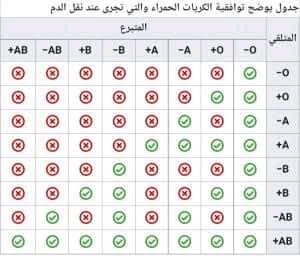 جدول يوضح توافقية الكريات الحمراء والتي تجرى عند نقل الدم
المتلقي
المتبرع
O− O+ A− A+ B− B+ AB− AB+
O−
O+
A−
A+
B−
B+
AB−
AB+